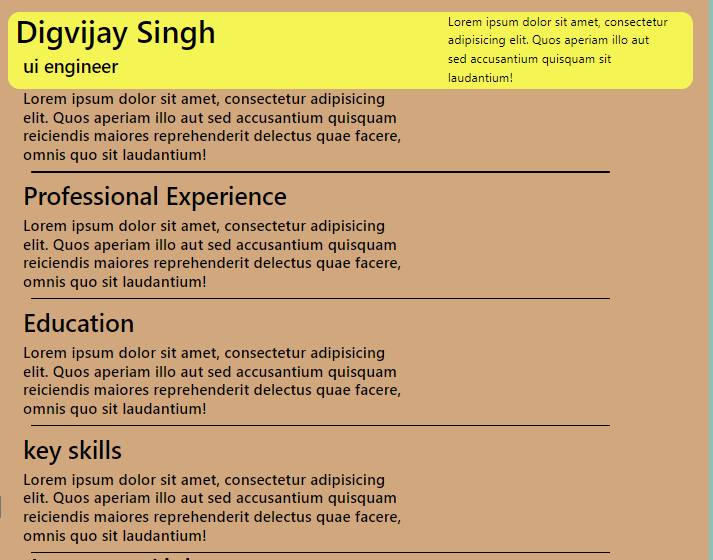 Digvijay Singh
ui engineer
Lorem ipsum dolor sit amet, consectetur
adipisicing elit. Quos aperiam illo aut
sed accusantium quisquam sit
laudantium!
Lorem ipsum dolor sit amet, consectetur adipisicing
elit. Quos aperiam illo aut sed accusantium quisquam
reiciendis maiores reprehenderit delectus quae facere,
omnis quo sit laudantium!
Professional Experience
Lorem ipsum dolor sit amet, consectetur adipisicing
elit. Quos aperiam illo aut sed accusantium quisquam
reiciendis maiores reprehenderit delectus quae facere,
omnis quo sit laudantium!
Education
Lorem ipsum dolor sit amet, consectetur adipisicing
elit. Quos aperiam illo aut sed accusantium quisquam
reiciendis maiores reprehenderit delectus quae facere,
omnis quo sit laudantium!
key skills
Lorem ipsum dolor sit amet, consectetur adipisicing
elit. Quos aperiam illo aut sed accusantium quisquam
reiciendis maiores reprehenderit delectus quae facere,
omnis quo sit laudantium!